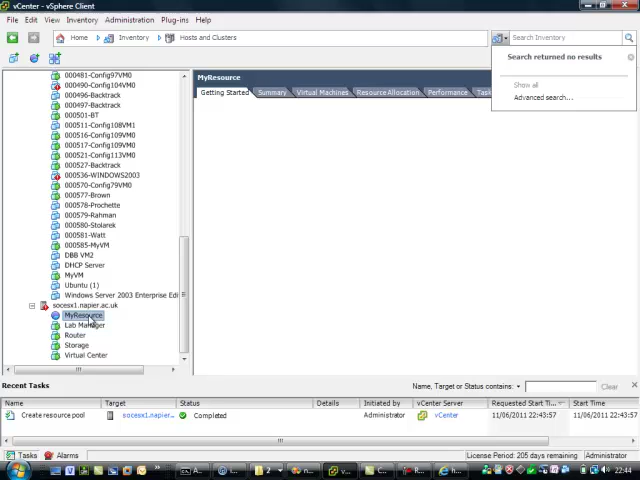 vCenter - vSphere Client
File Edit View Inventory Administration Plug-ins Help
Home Inventory Hosts and Clusters Search Inventory
Search returned no results
Show all
Advanced search...
000481-Config97VM0
000490-Config104VM0
000496-Backtrack
000497-Backtrack
000501-BT
000511-Config108VM1
000516-Config109VM0
000516-Config109VM0
000521-Config113VM0
000527-Backtrack
000536-WINDOWS2003
000570-Config79VM0
000577-Brown
000578-Prochette
000579-Rahman
000580-Stolarek
000581-Watt
000585-MyVM
DBB VM2
DHCP Server
MyVM
Ubuntu (1)
Windows Server 2003 Enterprise Edi
socesx1.napier.ac.uk
MyResource
Lab Manager
Router
Storage
Virtual Center
MyResource
Getting Started Summary Virtual Machines Resource Allocation Performance Task
Recent Tasks
Name, Target or Status contains: Clear
Name Target Status Details Initiated by vCenter Server Requested Start Ti... Start Time
Create resource pool socesx1.napier... Completed Administrator vCenter 11/06/2011 22:43:57 11/06/2011 22:43:57
Tasks Alarms License Period: 205 days remaining Administrator
22:44